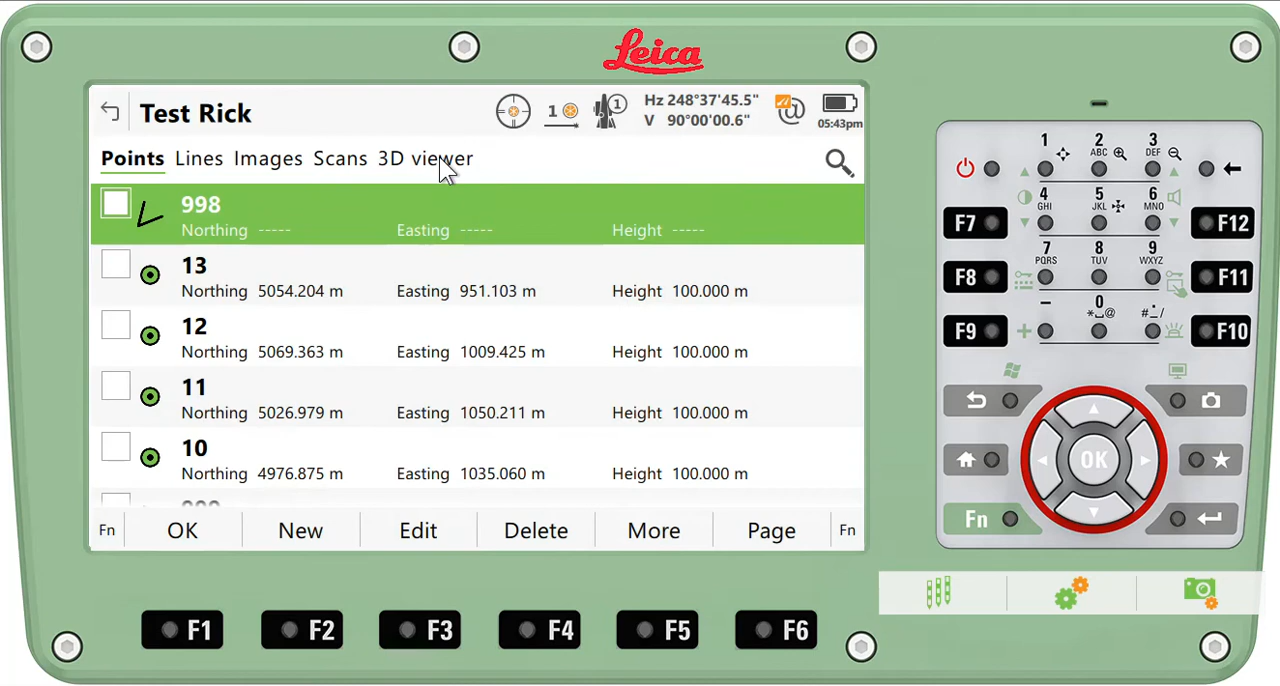 Leica
Test Rick
1
1
Hz 248°37'45.5"
V 90°00'00.6"
@
05:43pm
Points Lines Images Scans 3D viewer
998
Northing ----- Easting ----- Height -----
13
Northing 5054.204 m Easting 951.103 m Height 100.000 m
12
Northing 5069.363 m Easting 1009.425 m Height 100.000 m
11
Northing 5026.979 m Easting 1050.211 m Height 100.000 m
10
Northing 4976.875 m Easting 1035.060 m Height 100.000 m
Fn OK New Edit Delete More Page Fn
F1 F2 F3 F4 F5 F6
1 2 3
ABC DEF
4 5 6
GHI JKL MNO
F7 F12
7 8 9
PQRS TUV WXYZ
F8 F11
- 0 .
*␣@ #_/
F9 + F10
OK
Fn